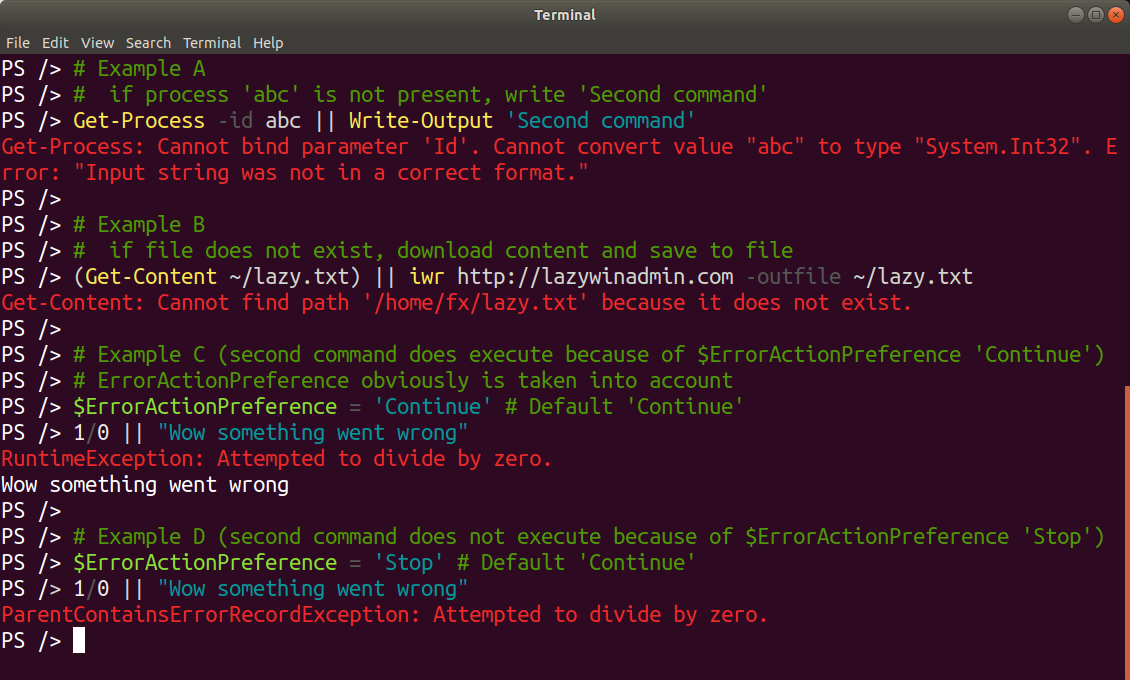 Terminal
File Edit View Search Terminal Help
PS /> # Example A
PS /> #  if process 'abc' is not present, write 'Second command'
PS /> Get-Process -id abc || Write-Output 'Second command'
Get-Process: Cannot bind parameter 'Id'. Cannot convert value "abc" to type "System.Int32". E
rror: "Input string was not in a correct format."
PS />
PS /> # Example B
PS /> #  if file does not exist, download content and save to file
PS /> (Get-Content ~/lazy.txt) || iwr http://lazywinadmin.com -outfile ~/lazy.txt
Get-Content: Cannot find path '/home/fx/lazy.txt' because it does not exist.
PS />
PS /> # Example C (second command does execute because of $ErrorActionPreference 'Continue')
PS /> # ErrorActionPreference obviously is taken into account
PS /> $ErrorActionPreference = 'Continue' # Default 'Continue'
PS /> 1/0 || "Wow something went wrong"
RuntimeException: Attempted to divide by zero.
Wow something went wrong
PS />
PS /> # Example D (second command does not execute because of $ErrorActionPreference 'Stop')
PS /> $ErrorActionPreference = 'Stop' # Default 'Continue'
PS /> 1/0 || "Wow something went wrong"
ParentContainsErrorRecordException: Attempted to divide by zero.
PS />